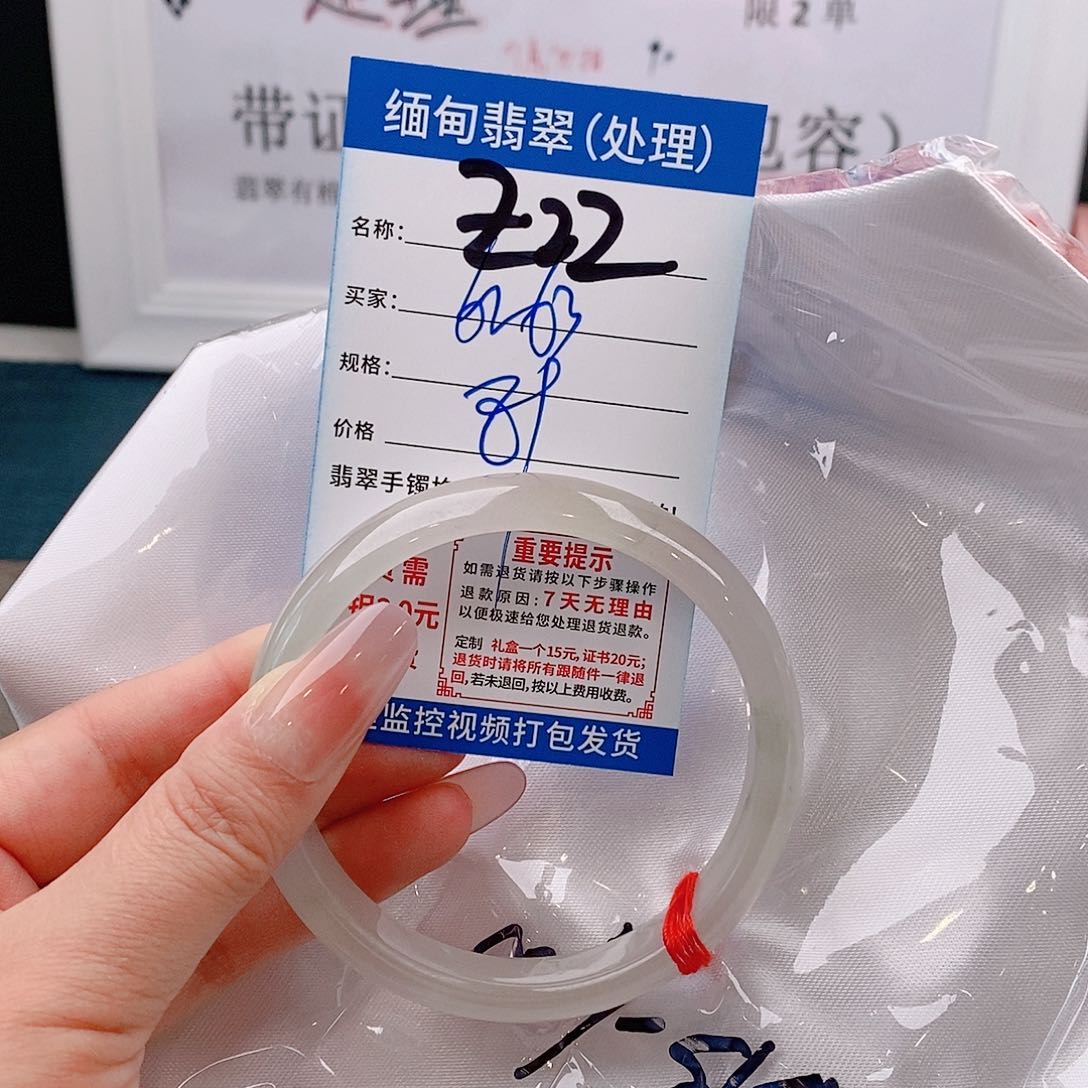 限2单
带证
包容）
翡翠有
缅甸翡翠(处理)
名称: Z22
买家:
规格:
价格
翡翠手镯
需
0元
重要提示
如需退货请按以下步骤操作
退款原因:7天无理由
以便极速给您处理退货退款。
定制 礼盒一个15元,证书20元;
退货时请将所有跟随件一律退
回,若未退回,按以上费用收费。
监控视频打包发货